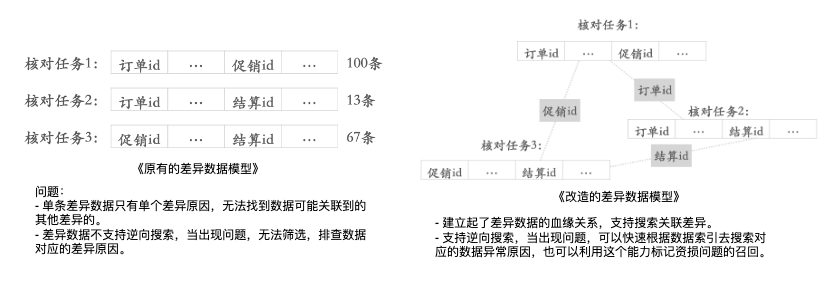 核对任务1： 订单id … 促销id … 100条
核对任务2： 订单id … 结算id … 13条
核对任务3： 促销id … 结算id … 67条
《原有的差异数据模型》
问题：
- 单条差异数据只有单个差异原因，无法找到数据可能关联到的
其他差异的。
- 差异数据不支持逆向搜索，当出现问题，无法筛选，排查数据
对应的差异原因。
核对任务1：
订单id … 促销id …
订单id
促销id
核对任务2：
订单id … 结算id …
核对任务3：
结算id
促销id … 结算id …
《改造的差异数据模型》
- 建立起了差异数据的血缘关系，支持搜索关联差异。
- 支持逆向搜索，当出现问题，可以快速根据数据索引去搜索对
应的数据异常原因，也可以利用这个能力标记资损问题的召回。